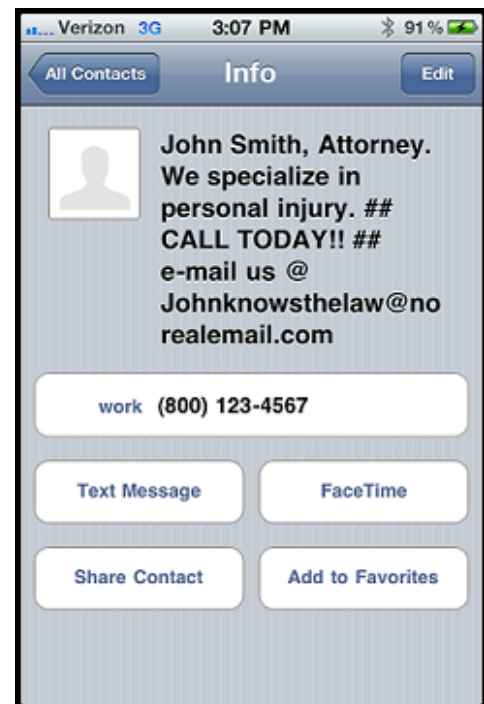 Verizon 3G 3:07 PM 91%
All Contacts Info Edit
John Smith, Attorney.
We specialize in
personal injury. ##
CALL TODAY!! ##
e-mail us @
Johnknowsthelaw@no
realemail.com
work (800) 123-4567
Text Message FaceTime
Share Contact Add to Favorites